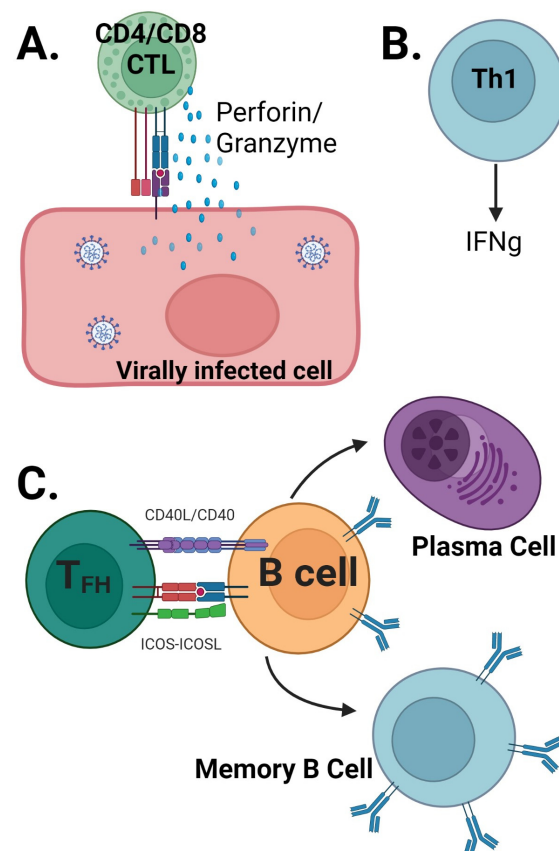 A.
CD4/CD8
CTL
Perforin/
Granzyme
Virally infected cell
B.
Th1
IFNg
C.
CD40L/CD40
TFH
B cell
ICOS-ICOSL
Plasma Cell
Memory B Cell